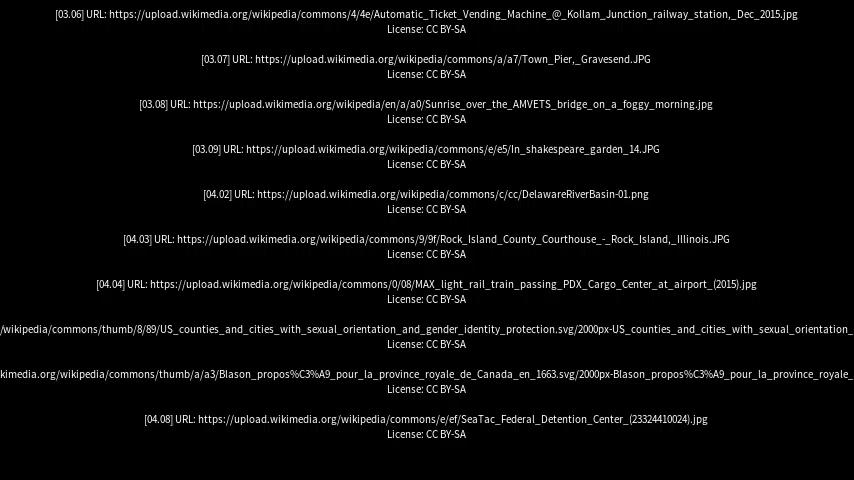 [03.06] URL: https://upload.wikimedia.org/wikipedia/commons/4/4e/Automatic_Ticket_Vending_Machine_@_Kollam_Junction_railway_station,_Dec_2015.jpg
License: CC BY-SA
[03.07] URL: https://upload.wikimedia.org/wikipedia/commons/a/a7/Town_Pier,_Gravesend.JPG
License: CC BY-SA
[03.08] URL: https://upload.wikimedia.org/wikipedia/en/a/a0/Sunrise_over_the_AMVETS_bridge_on_a_foggy_morning.jpg
License: CC BY-SA
[03.09] URL: https://upload.wikimedia.org/wikipedia/commons/e/e5/In_shakespeare_garden_14.JPG
License: CC BY-SA
[04.02] URL: https://upload.wikimedia.org/wikipedia/commons/c/cc/DelawareRiverBasin-01.png
License: CC BY-SA
[04.03] URL: https://upload.wikimedia.org/wikipedia/commons/9/9f/Rock_Island_County_Courthouse_-_Rock_Island,_Illinois.JPG
License: CC BY-SA
[04.04] URL: https://upload.wikimedia.org/wikipedia/commons/0/08/MAX_light_rail_train_passing_PDX_Cargo_Center_at_airport_(2015).jpg
License: CC BY-SA
/wikipedia/commons/thumb/8/89/US_counties_and_cities_with_sexual_orientation_and_gender_identity_protection.svg/2000px-US_counties_and_cities_with_sexual_orientation_
License: CC BY-SA
kimedia.org/wikipedia/commons/thumb/a/a3/Blason_propos%C3%A9_pour_la_province_royale_de_Canada_en_1663.svg/2000px-Blason_propos%C3%A9_pour_la_province_royale_
License: CC BY-SA
[04.08] URL: https://upload.wikimedia.org/wikipedia/commons/e/ef/SeaTac_Federal_Detention_Center_(23324410024).jpg
License: CC BY-SA